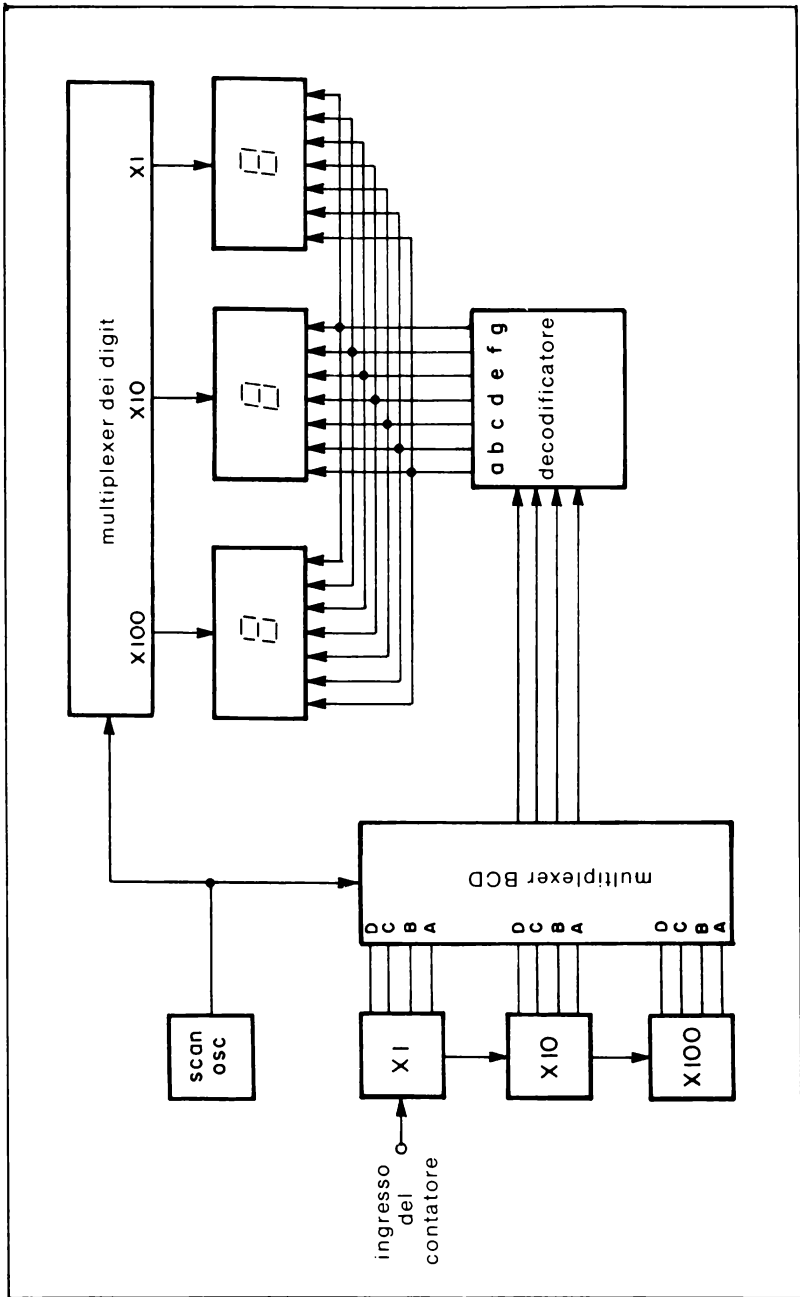 multiplexer dei digit
X100 X10 X1
scan
osc
ingresso
del
contatore
X1
D
C
B
A
X10
D
C
B
A
X100
D
C
B
A
multiplexer BCD
a b c d e f g
decodificatore